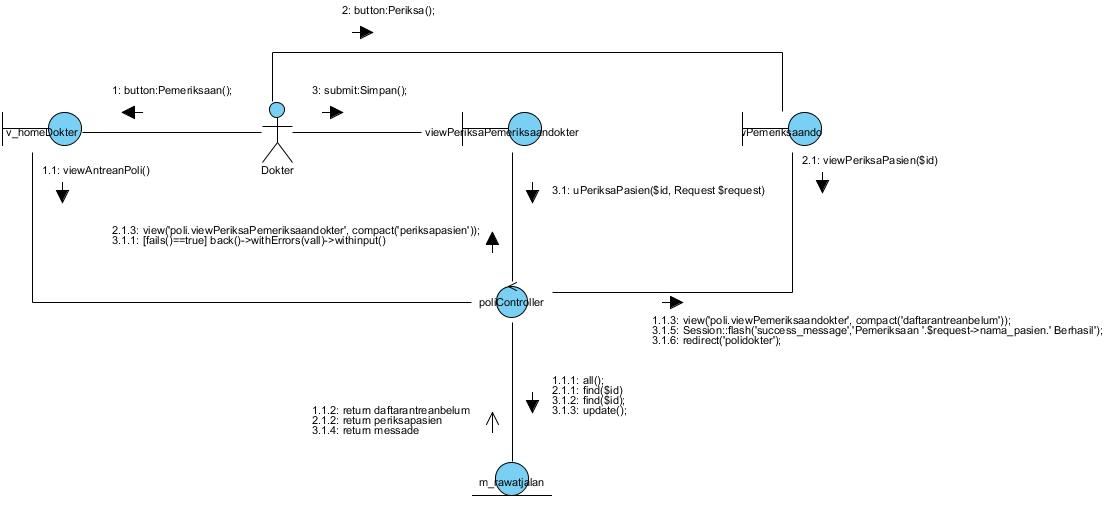 2: button:Periksa();
1: button:Pemeriksaan();
3: submit:Simpan();
v_homeDokter
viewPeriksaPemeriksaandokter
vPemeriksaando
Dokter
1.1: viewAntreanPoli()
2.1: viewPeriksaPasien($id)
3.1: uPeriksaPasien($id, Request $request)
2.1.3: view('poli.viewPeriksaPemeriksaandokter', compact('periksapasien'));
3.1.1: [fails()==true] back()->withErrors(vall)->withinput()
poliController
1.1.3: view('poli.viewPemeriksaandokter', compact('daftarantreanbelum'));
3.1.5: Session::flash('success_message','Pemeriksaan '.$request->nama_pasien.' Berhasil');
3.1.6: redirect('polidokter');
1.1.1: all();
2.1.1: find($id)
3.1.2: find($id);
3.1.3: update();
1.1.2: return daftarantreanbelum
2.1.2: return periksapasien
3.1.4: return messade
m_rawatjalan